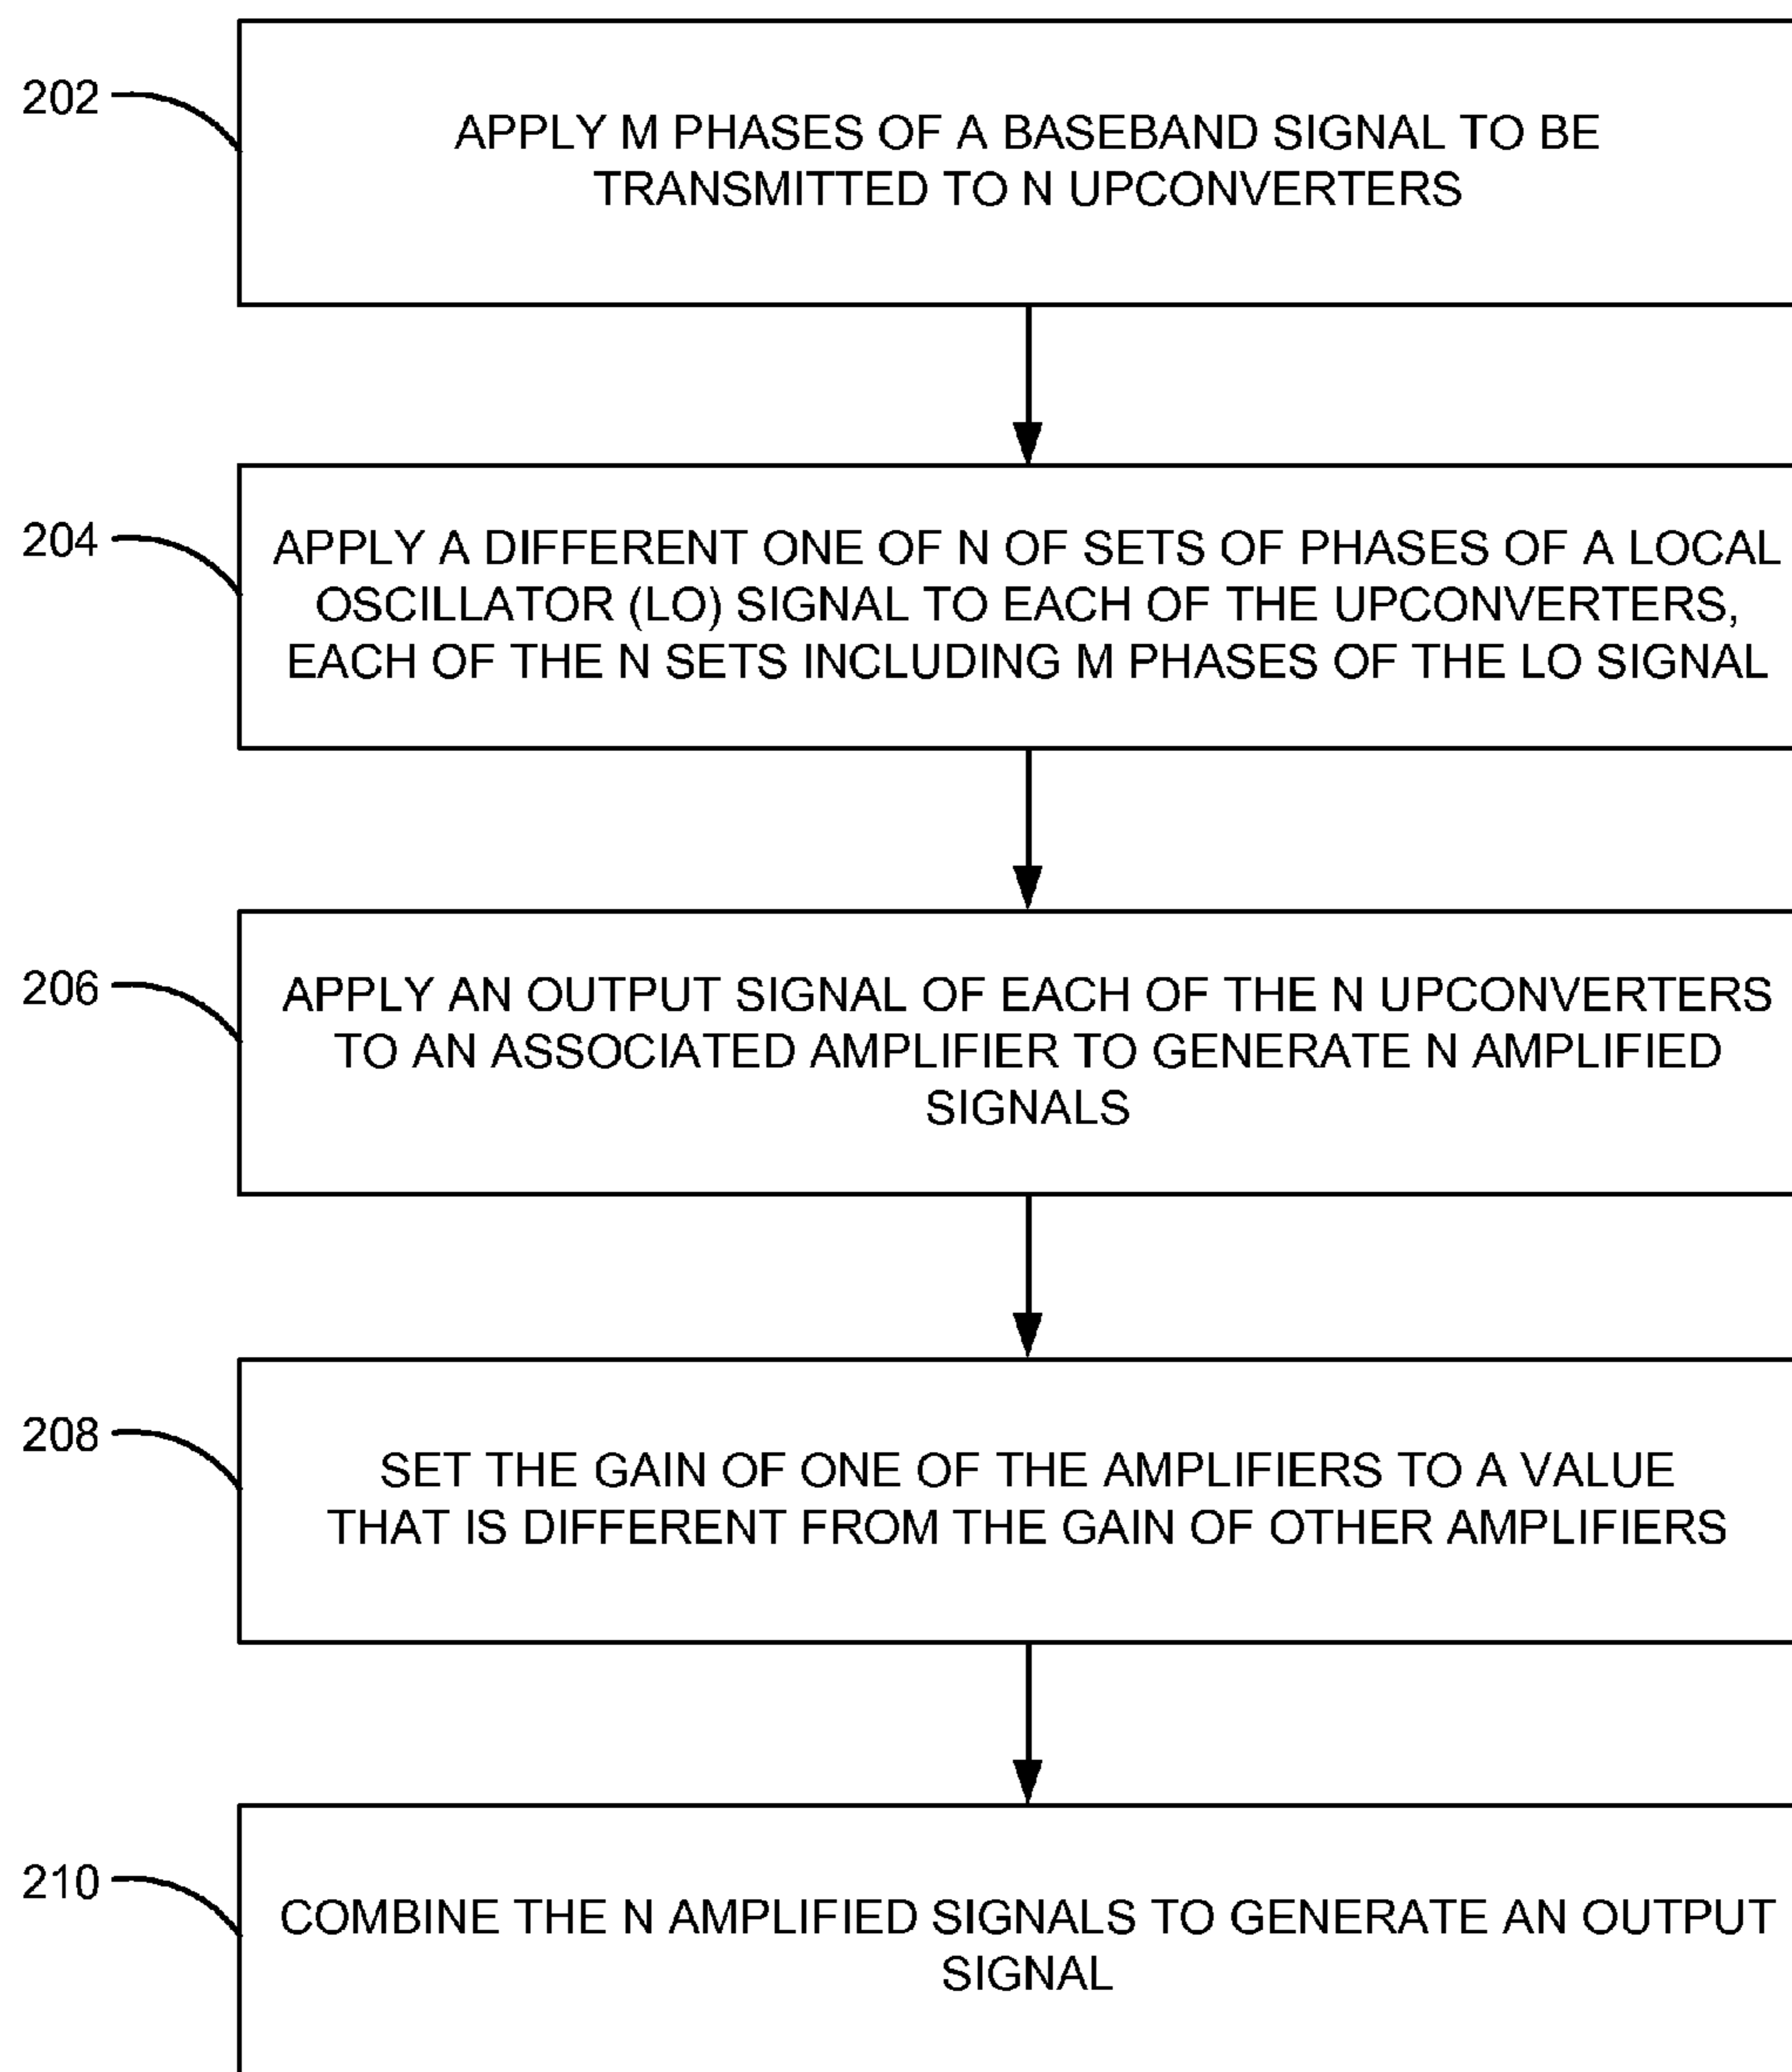 202
APPLY M PHASES OF A BASEBAND SIGNAL TO BE
TRANSMITTED TO N UPCONVERTERS
204
APPLY A DIFFERENT ONE OF N OF SETS OF PHASES OF A LOCAL
OSCILLATOR (LO) SIGNAL TO EACH OF THE UPCONVERTERS,
EACH OF THE N SETS INCLUDING M PHASES OF THE LO SIGNAL
206
APPLY AN OUTPUT SIGNAL OF EACH OF THE N UPCONVERTERS
TO AN ASSOCIATED AMPLIFIER TO GENERATE N AMPLIFIED
SIGNALS
208
SET THE GAIN OF ONE OF THE AMPLIFIERS TO A VALUE
THAT IS DIFFERENT FROM THE GAIN OF OTHER AMPLIFIERS
210
COMBINE THE N AMPLIFIED SIGNALS TO GENERATE AN OUTPUT
SIGNAL